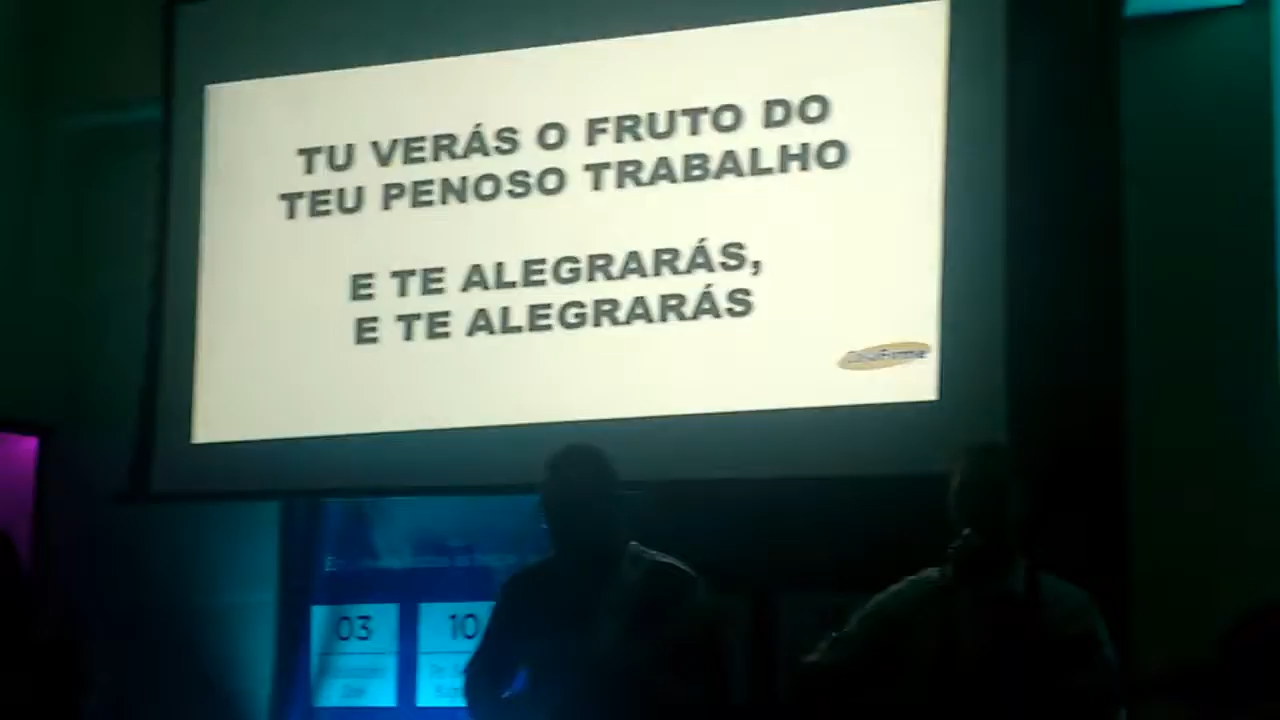 TU VERÁS O FRUTO DO
TEU PENOSO TRABALHO
E TE ALEGRARÁS,
E TE ALEGRARÁS
03
10